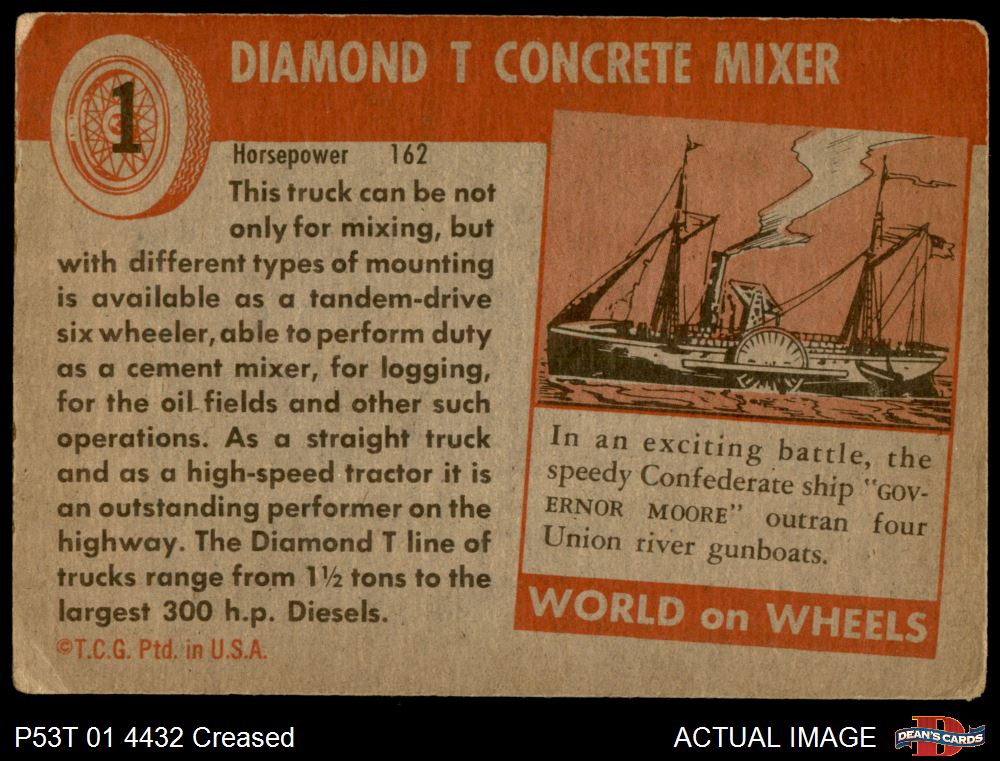 1
DIAMOND T CONCRETE MIXER
Horsepower 162
This truck can be not
only for mixing, but
with different types of mounting
is available as a tandem-drive
six wheeler, able to perform duty
as a cement mixer, for logging,
for the oil fields and other such
operations. As a straight truck
and as a high-speed tractor it is
an outstanding performer on the
highway. The Diamond T line of
trucks range from 1½ tons to the
largest 300 h.p. Diesels.
©T.C.G. Ptd. in U.S.A.
In an exciting battle, the
speedy Confederate ship "GOV-
ERNOR MOORE" outran four
Union river gunboats.
WORLD on WHEELS
P53T 01 4432 Creased
ACTUAL IMAGE
D
DEAN'S CARDS